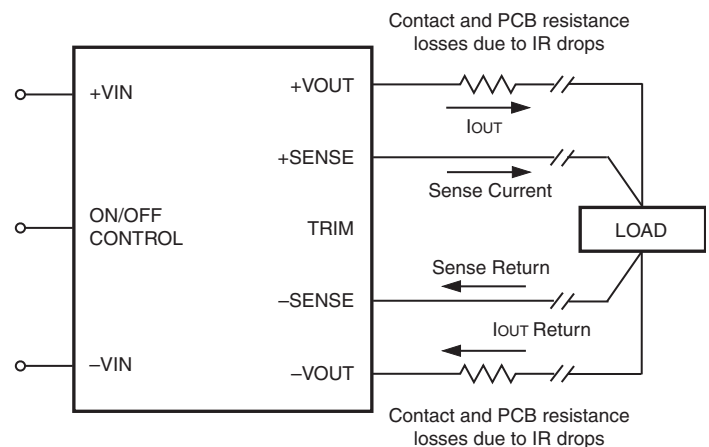 Contact and PCB resistance
losses due to IR drops
+VOUT
+VIN
IOUT
+SENSE
Sense Current
ON/OFF
CONTROL
TRIM
LOAD
Sense Return
–SENSE
IOUT Return
–VIN
–VOUT
Contact and PCB resistance
losses due to IR drops